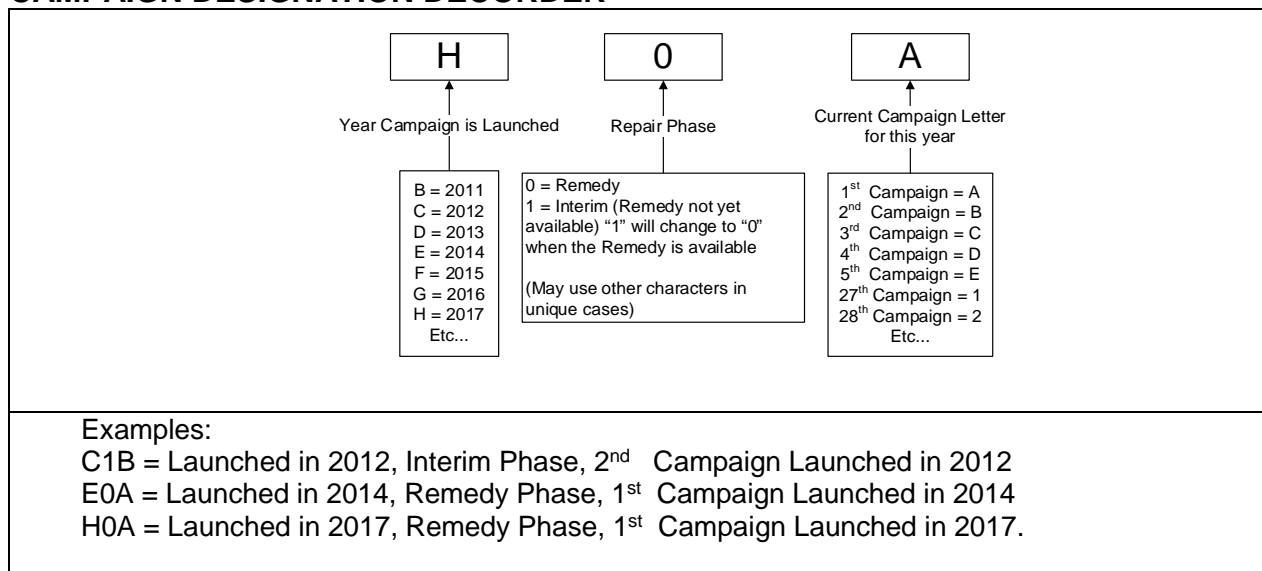 CAMPAIGN DESIGNATION DECORDER
H 0 A
Year Campaign is Launched
Repair Phase
Current Campaign Letter
for this year
B = 2011
C = 2012
D = 2013
E = 2014
F = 2015
G = 2016
H = 2017
Etc...
0 = Remedy
1 = Interim (Remedy not yet
available) “1” will change to “0”
when the Remedy is available
(May use other characters in
unique cases)
1st Campaign = A
2nd Campaign = B
3rd Campaign = C
4th Campaign = D
5th Campaign = E
27th Campaign = 1
28th Campaign = 2
Etc...
Examples:
C1B = Launched in 2012, Interim Phase, 2nd Campaign Launched in 2012
E0A = Launched in 2014, Remedy Phase, 1st Campaign Launched in 2014
H0A = Launched in 2017, Remedy Phase, 1st Campaign Launched in 2017.